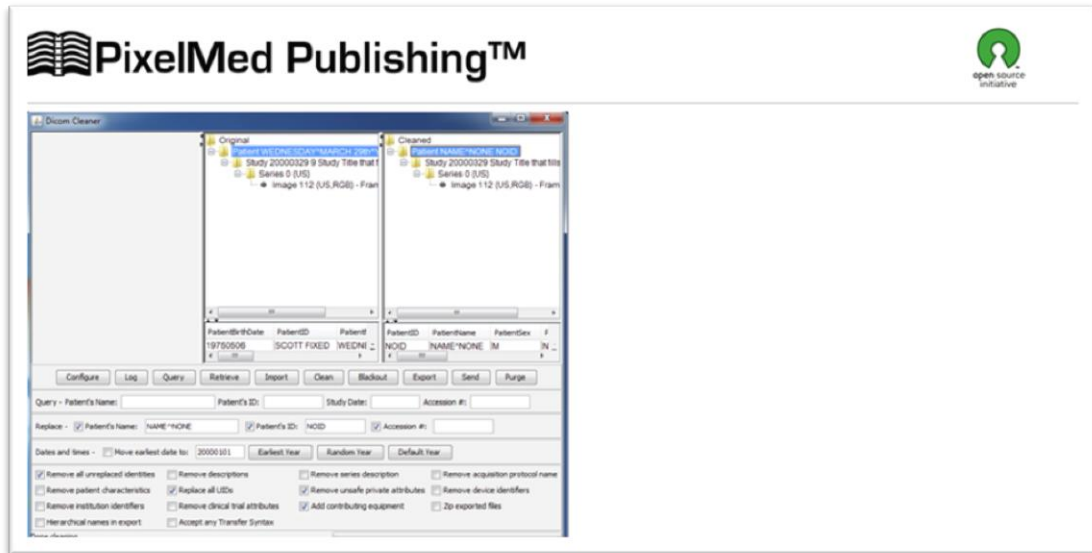 PixelMed Publishing™
open source
initiative
Dicom Cleaner
Original
Patient WEDNESDAY^MARCH 29th
Study 20000329 9 Study Title that f
Series 0 (US)
Image 112 (US,RGB) - Fram
Cleaned
Patient NAME^NONE NOID
Study 20000329 Study Title that fills
Series 0 (US)
Image 112 (US,RGB) - Fram
PatientBirthDate PatientID Patient
19760506 SCOTT FIXED WEDNE
PatientID PatientName PatientSex F
NOID NAME^NONE M N
Configure Log Query Retrieve Import Clean Blackout Export Send Purge
Query - Patient's Name: Patient's ID: Study Date: Accession #:
Replace - Patient's Name: NAME^NONE Patient's ID: NOID Accession #:
Dates and times - Move earliest date to: 20000101 Earliest Year Random Year Default Year
Remove all unreplaced identities Remove descriptions Remove series description Remove acquisition protocol name
Remove patient characteristics Replace all UIDs Remove unsafe private attributes Remove device identifiers
Remove institution identifiers Remove clinical trial attributes Add contributing equipment Zip exported files
Hierarchical names in export Accept any Transfer Syntax
Done cleaning